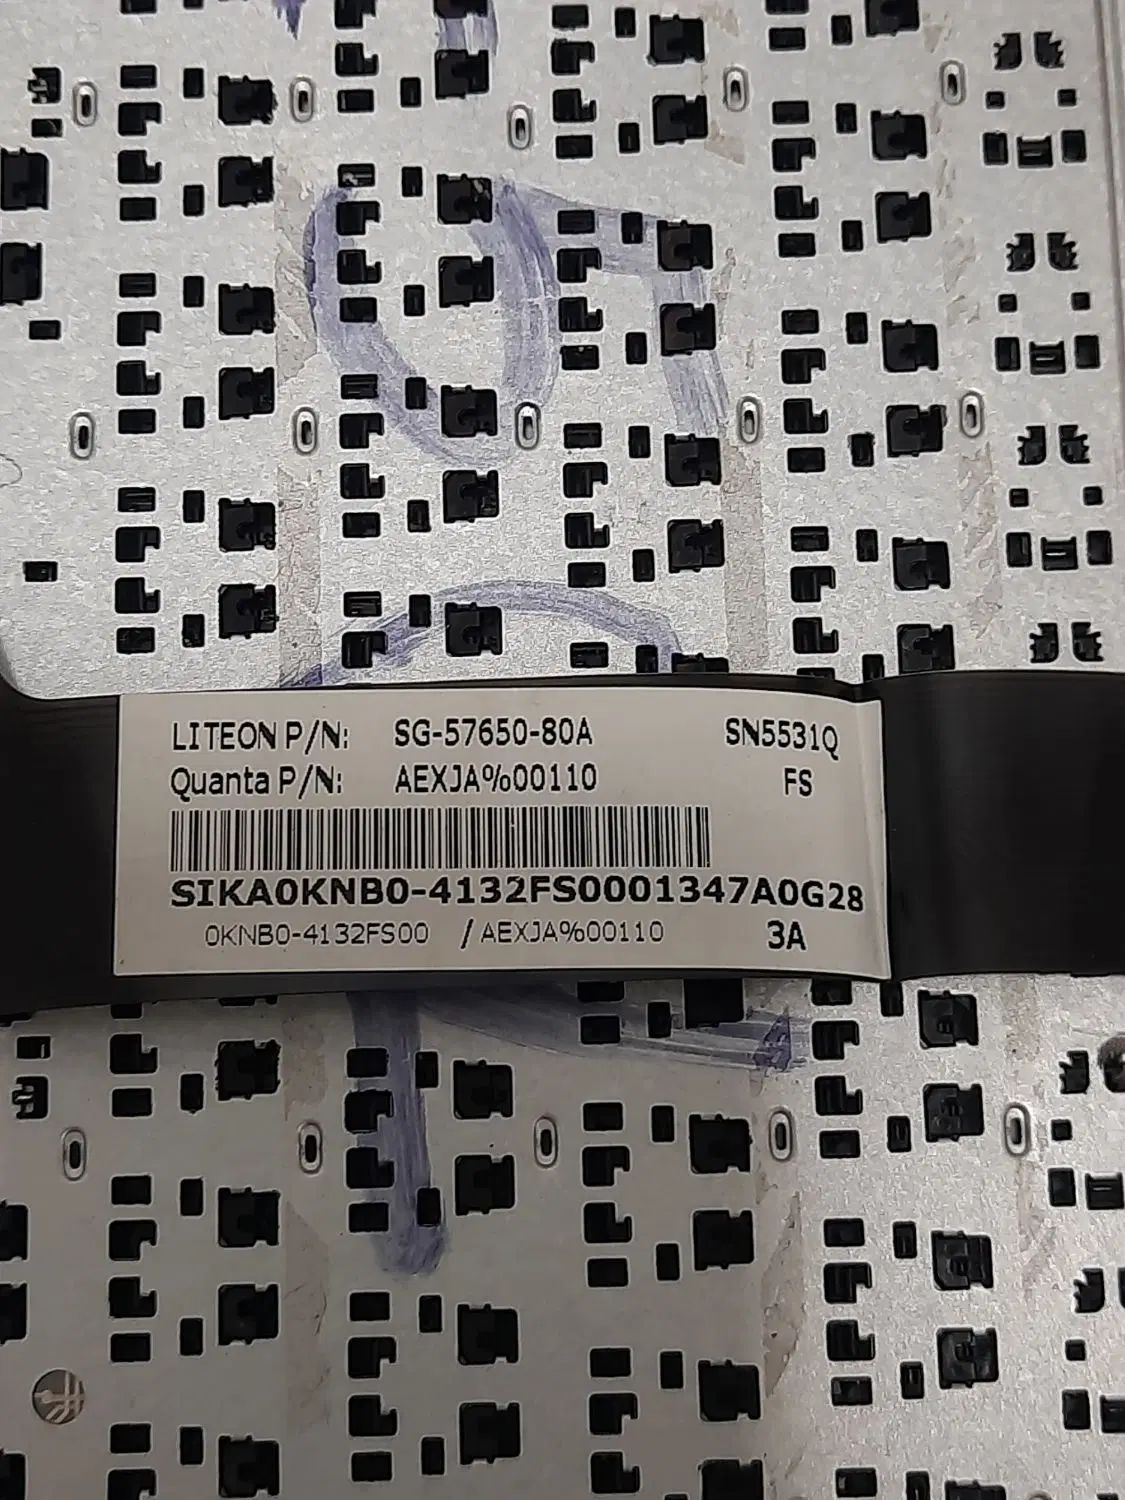 LITEON P/N: SG-57650-80A SN5531Q
Quanta P/N: AEXJA%00110 FS
SIKA0KNB0-4132FS0001347A0G28
0KNB0-4132FS00 / AEXJA%00110 3A